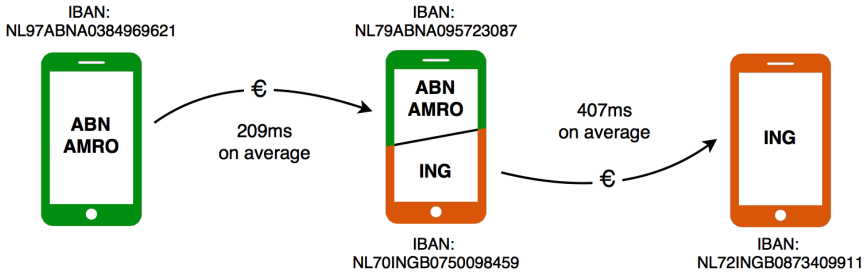 IBAN:
NL97ABNA0384969621
ABN
AMRO
€
209ms
on average
IBAN:
NL79ABNA095723087
ABN
AMRO
ING
IBAN:
NL70INGB0750098459
407ms
on average
€
ING
IBAN:
NL72INGB0873409911